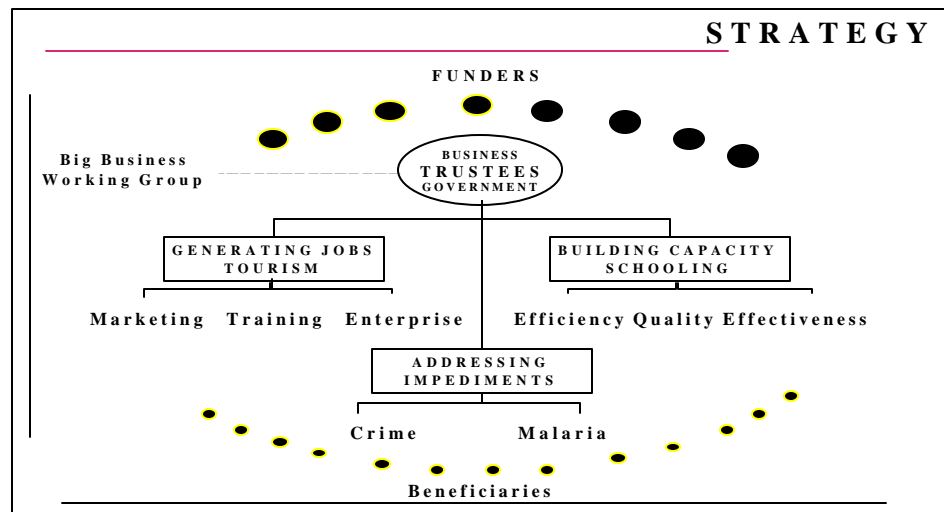 STRATEGY
FUNDERS
Big Business
Working Group
BUSINESS
TRUSTEES
GOVERNMENT
GENERATING JOBS
TOURISM
BUILDING CAPACITY
SCHOOLING
Marketing Training Enterprise
Efficiency Quality Effectiveness
ADDRESSING
IMPEDIMENTS
Crime Malaria
Beneficiaries